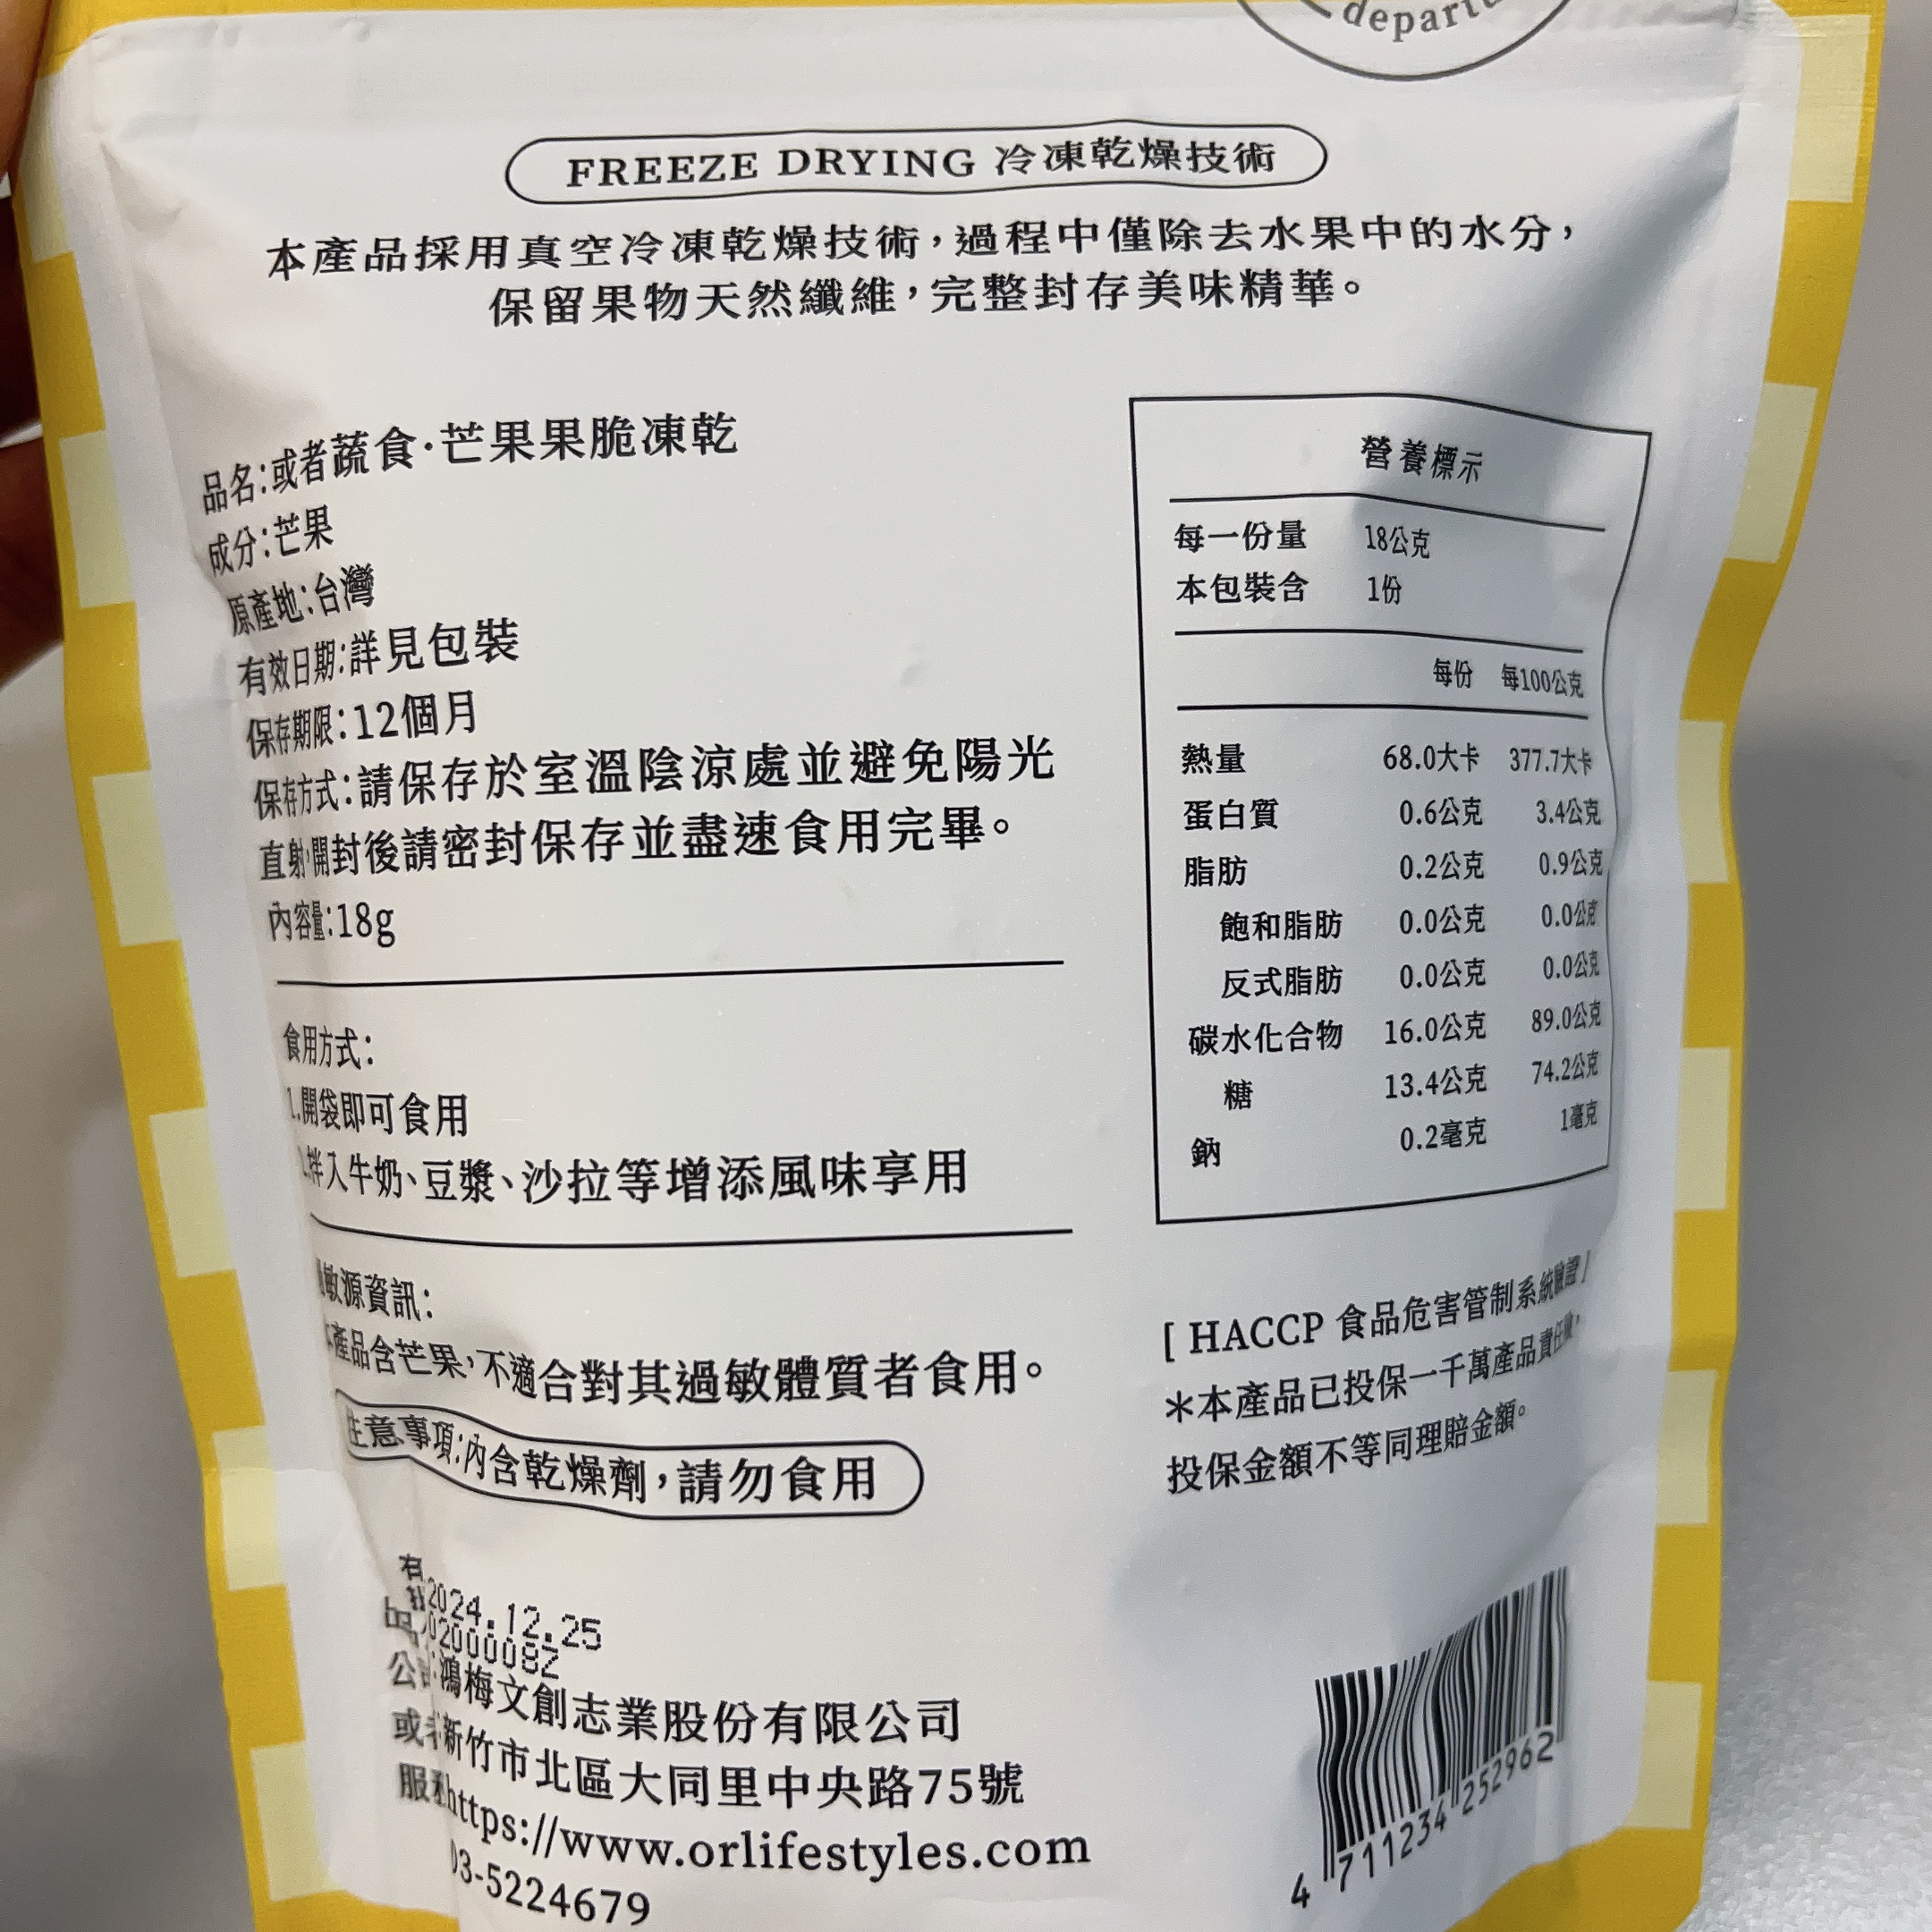 FREEZE DRYING 冷凍乾燥技術
本產品採用真空冷凍乾燥技術，過程中僅除去水果中的水分，
保留果物天然纖維，完整封存美味精華。
品名：或者蔬食·芒果果脆凍乾
成分：芒果
原產地：台灣
有效日期：詳見包裝
保存期限：12個月
保存方式：請保存於室溫陰涼處並避免陽光
直射，開封後請密封保存並盡速食用完畢。
內容量：18g
食用方式：
1.開袋即可食用
拌入牛奶、豆漿、沙拉等增添風味享用
敏源資訊：
產品含芒果，不適合對其過敏體質者食用。
注意事項：內含乾燥劑，請勿食用
有
2024.12.25
公 鴻梅文創志業股份有限公司
或 新竹市北區大同里中央路75號
服 https://www.orlifestyles.com
03-5224679
營養標示
每一份量 18公克
本包裝含 1份
每份 每100公克
熱量 68.0大卡 377.7大卡
蛋白質 0.6公克 3.4公克
脂肪 0.2公克 0.9公克
飽和脂肪 0.0公克 0.0公克
反式脂肪 0.0公克 0.0公克
碳水化合物 16.0公克 89.0公克
糖 13.4公克 74.2公克
鈉 0.2毫克 1毫克
[ HACCP 食品危害管制系統驗證 ]
＊本產品已投保一千萬產品責任險，
投保金額不等同理賠金額。
4 711234 252962